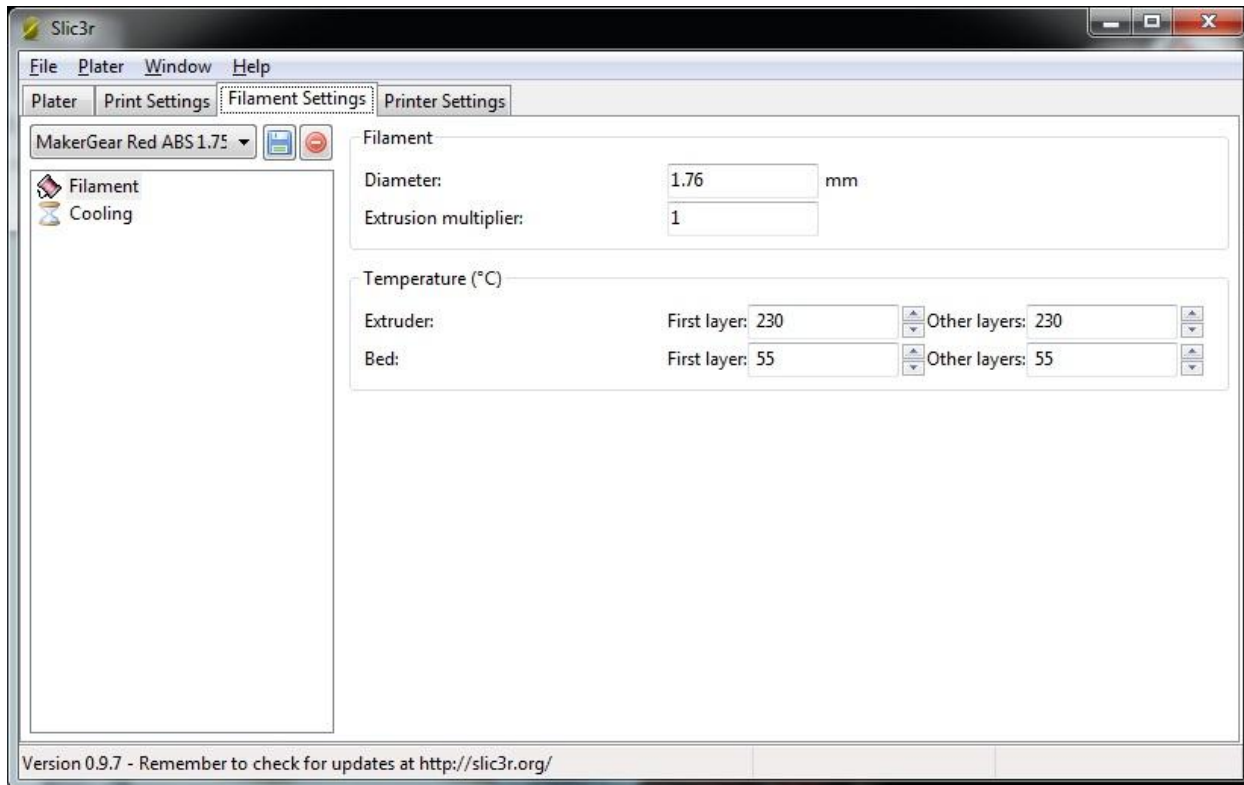 Slic3r
File Plater Window Help
Plater Print Settings Filament Settings Printer Settings
MakerGear Red ABS 1.75
Filament
Cooling
Filament
Diameter: 1.76 mm
Extrusion multiplier: 1
Temperature (°C)
Extruder: First layer: 230 Other layers: 230
Bed: First layer: 55 Other layers: 55
Version 0.9.7 - Remember to check for updates at http://slic3r.org/